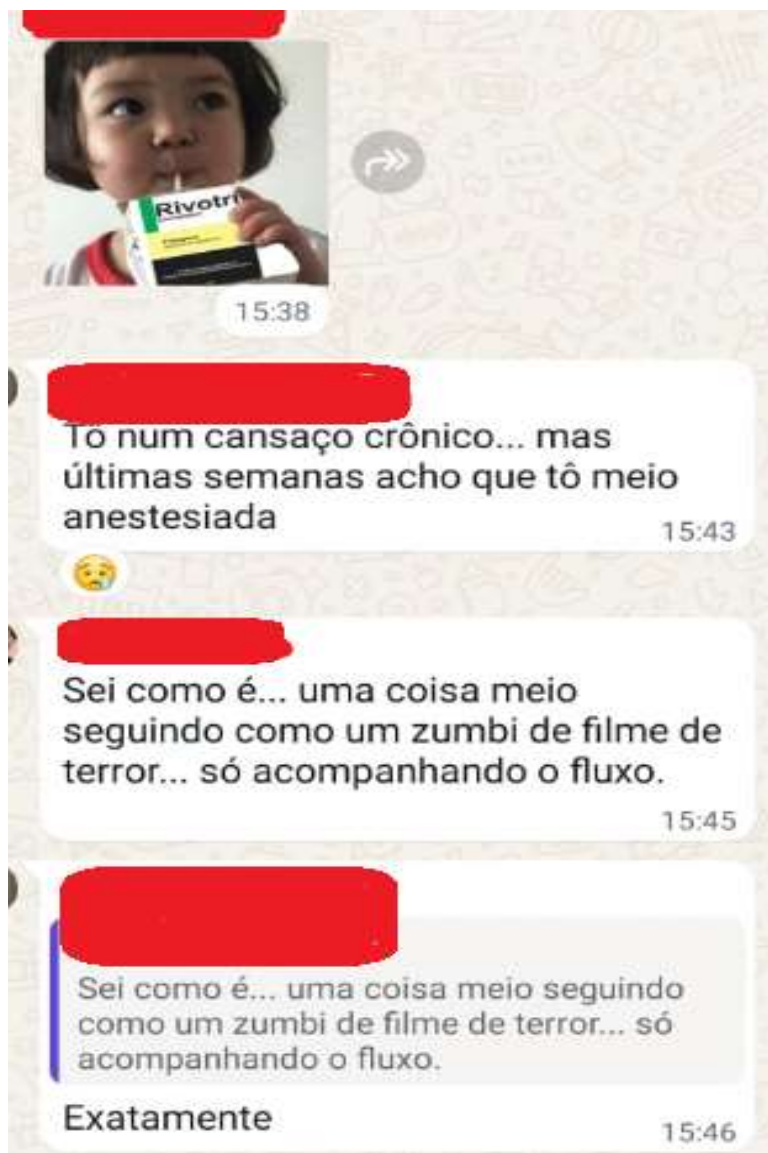 Rivotri
15:38
Tô num cansaço crônico... mas
últimas semanas acho que tô meio
anestesiada
15:43
Sei como é... uma coisa meio
seguindo como um zumbi de filme de
terror... só acompanhando o fluxo.
15:45
Sei como é... uma coisa meio seguindo
como um zumbi de filme de terror... só
acompanhando o fluxo.
Exatamente
15:46